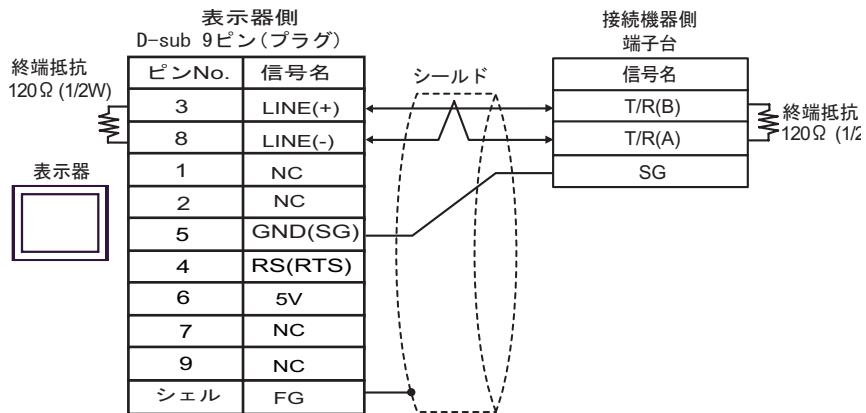 表示器側
D-sub 9ピン(プラグ)
終端抵抗
120Ω (1/2W)
表示器
ピンNo. 信号名
3 LINE(+)
8 LINE(-)
1 NC
2 NC
5 GND(SG)
4 RS(RTS)
6 5V
7 NC
9 NC
シェル FG
シールド
接続機器側
端子台
信号名
T/R(B)
T/R(A)
SG
終端抵抗
120Ω (1/2